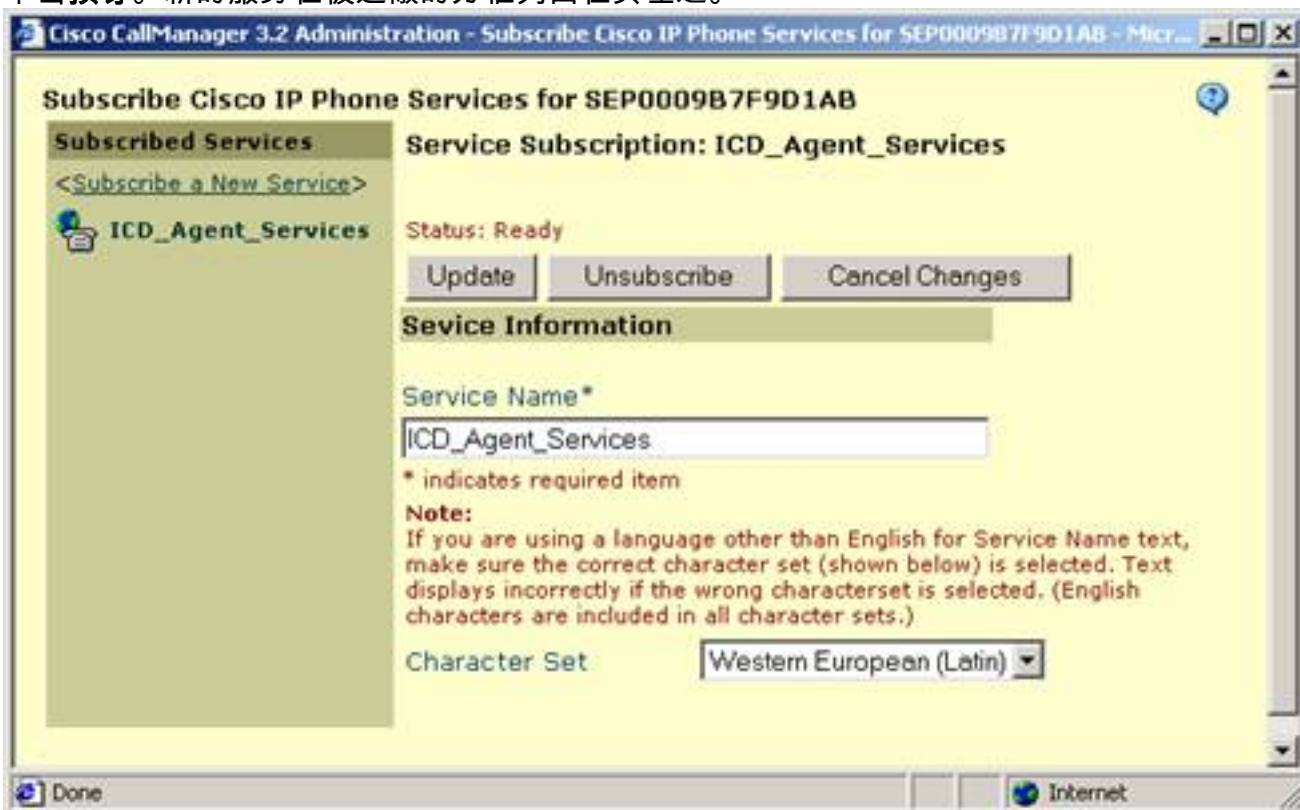 Cisco CallManager 3.2 Administration - Subscribe Cisco IP Phone Services for SEP0009B7F9D1AB - Micr...
Subscribe Cisco IP Phone Services for SEP0009B7F9D1AB
Subscribed Services
<Subscribe a New Service>
ICD_Agent_Services
Service Subscription: ICD_Agent_Services
Status: Ready
Update
Unsubscribe
Cancel Changes
Sevice Information
Service Name*
ICD_Agent_Services
* indicates required item
Note:
If you are using a language other than English for Service Name text,
make sure the correct character set (shown below) is selected. Text
displays incorrectly if the wrong characterset is selected. (English
characters are included in all character sets.)
Character Set
Western European (Latin)
Done
Internet